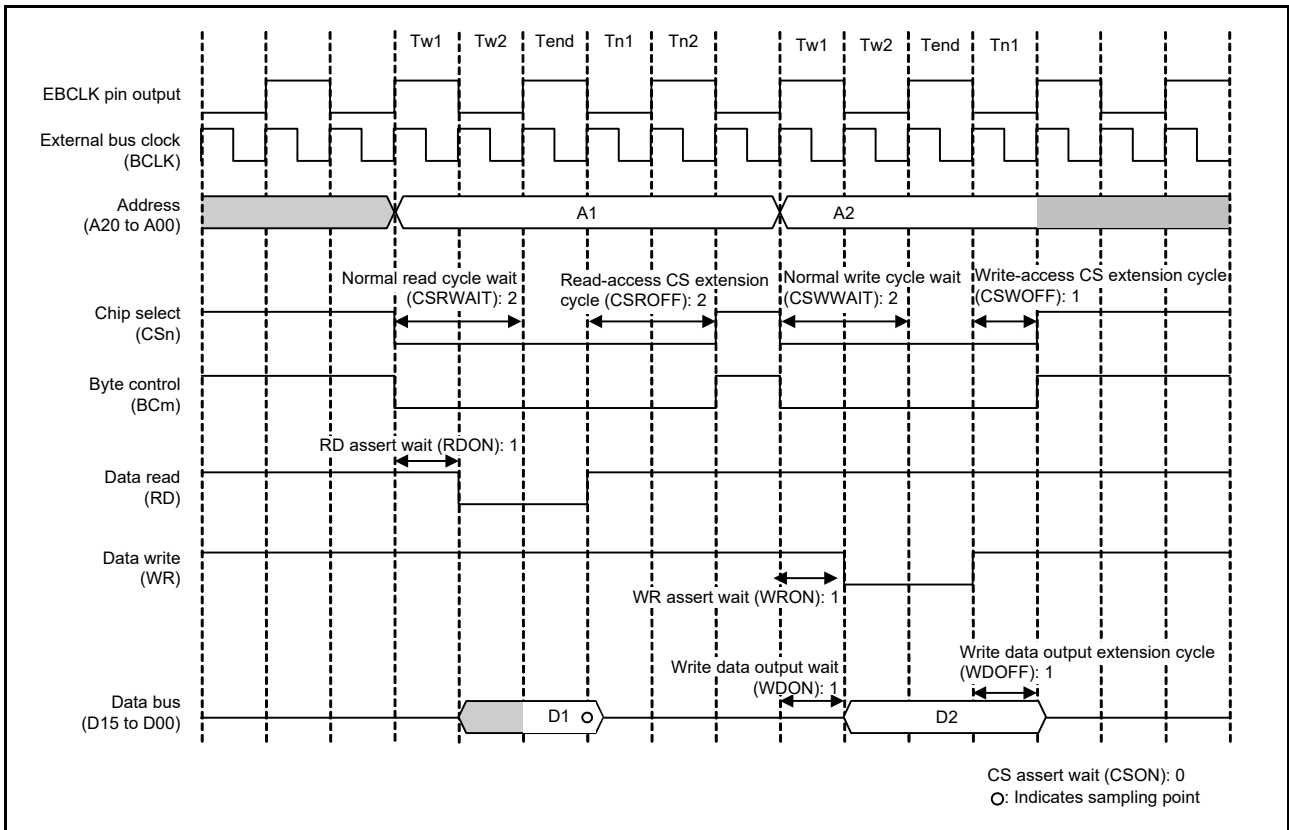 Tw1 Tw2 Tend Tn1 Tn2 Tw1 Tw2 Tend Tn1
EBCLK pin output
External bus clock
(BCLK)
Address
(A20 to A00)
A1 A2
Normal read cycle wait
(CSRWAIT): 2
Read-access CS extension
cycle (CSROFF): 2
Normal write cycle wait
(CSWWAIT): 2
Write-access CS extension cycle
(CSWOFF): 1
Chip select
(CSn)
Byte control
(BCm)
RD assert wait (RDON): 1
Data read
(RD)
Data write
(WR)
WR assert wait (WRON): 1
Write data output wait
(WDON): 1
Write data output extension cycle
(WDOFF): 1
Data bus
(D15 to D00)
D1 D2
CS assert wait (CSON): 0
O: Indicates sampling point